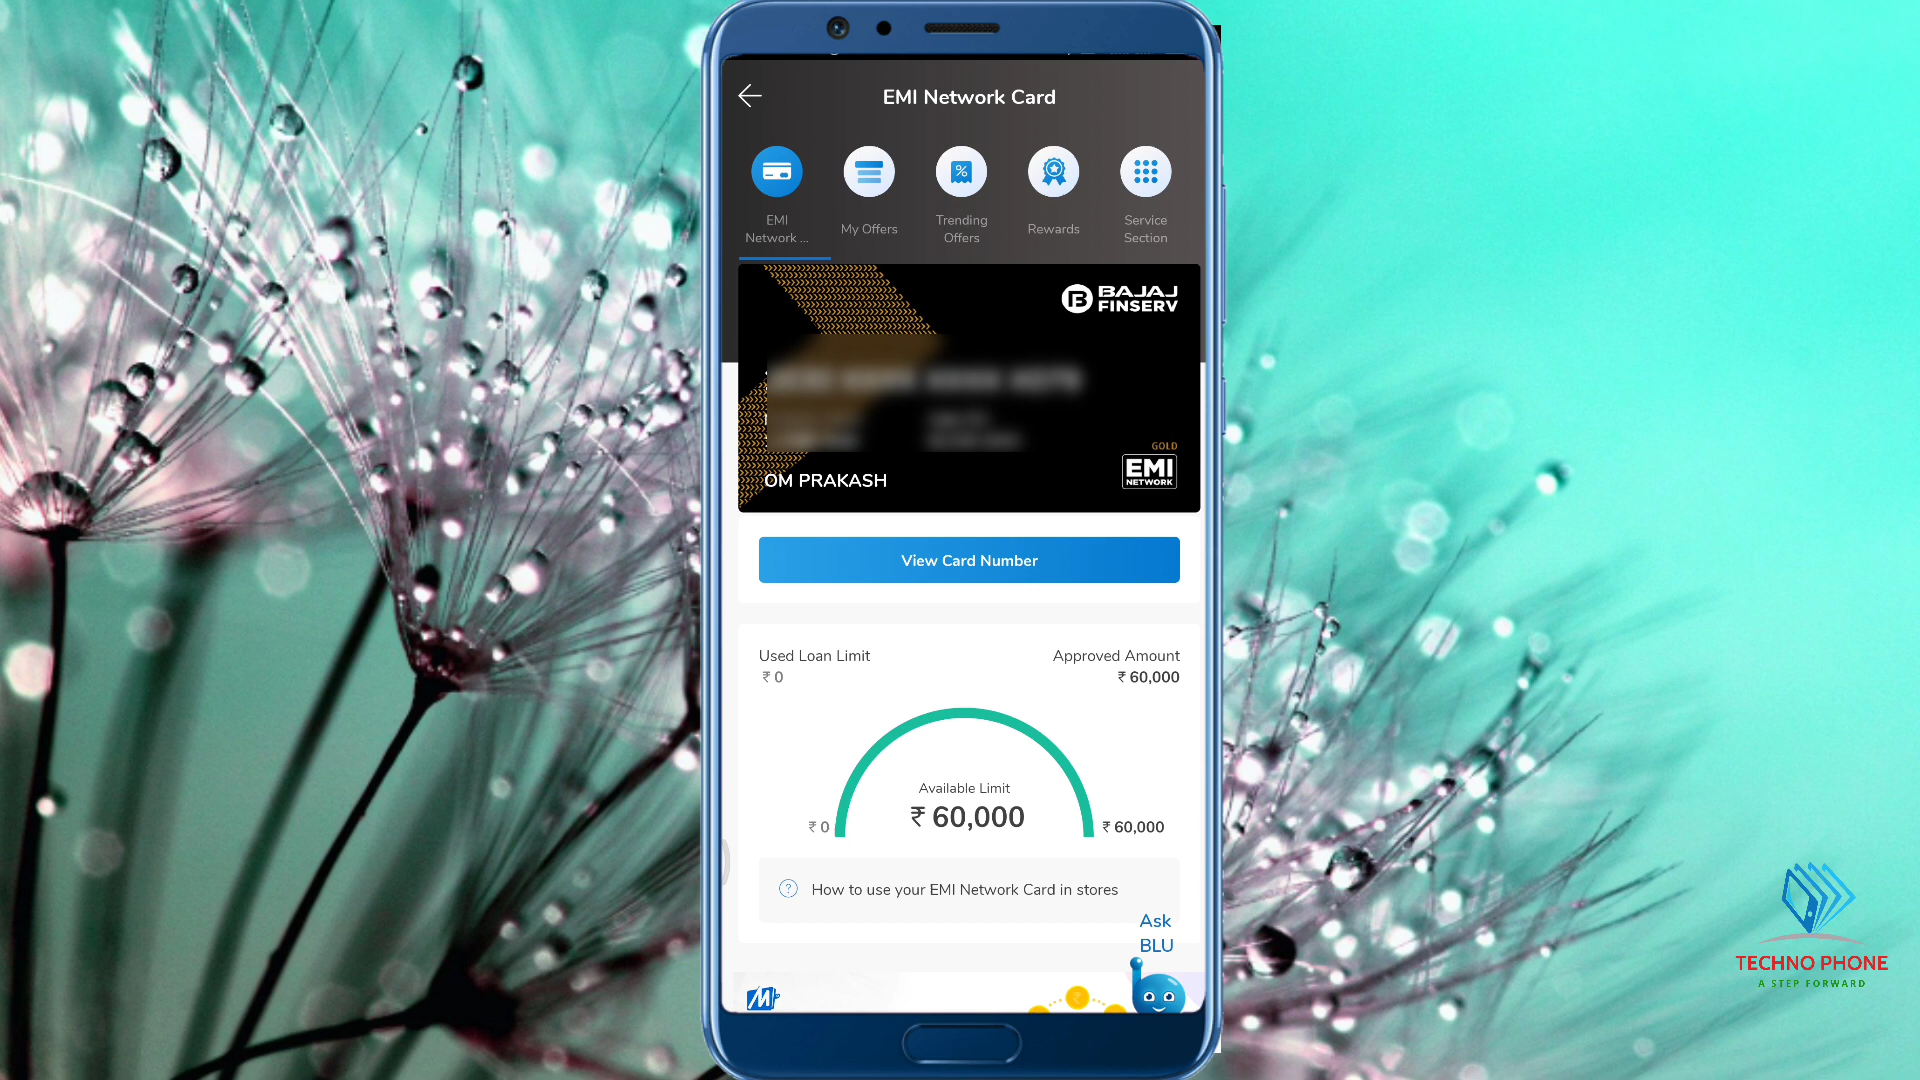 EMI Network Card
EMI
Network ...
My Offers
Trending
Offers
Rewards
Service
Section
BAJAJ
FINSERV
GOLD
EMI
NETWORK
OM PRAKASH
View Card Number
Used Loan Limit
₹ 0
Approved Amount
₹ 60,000
Available Limit
₹ 60,000
₹ 0
₹ 60,000
? How to use your EMI Network Card in stores
Ask
BLU
TECHNO PHONE
A STEP FORWARD